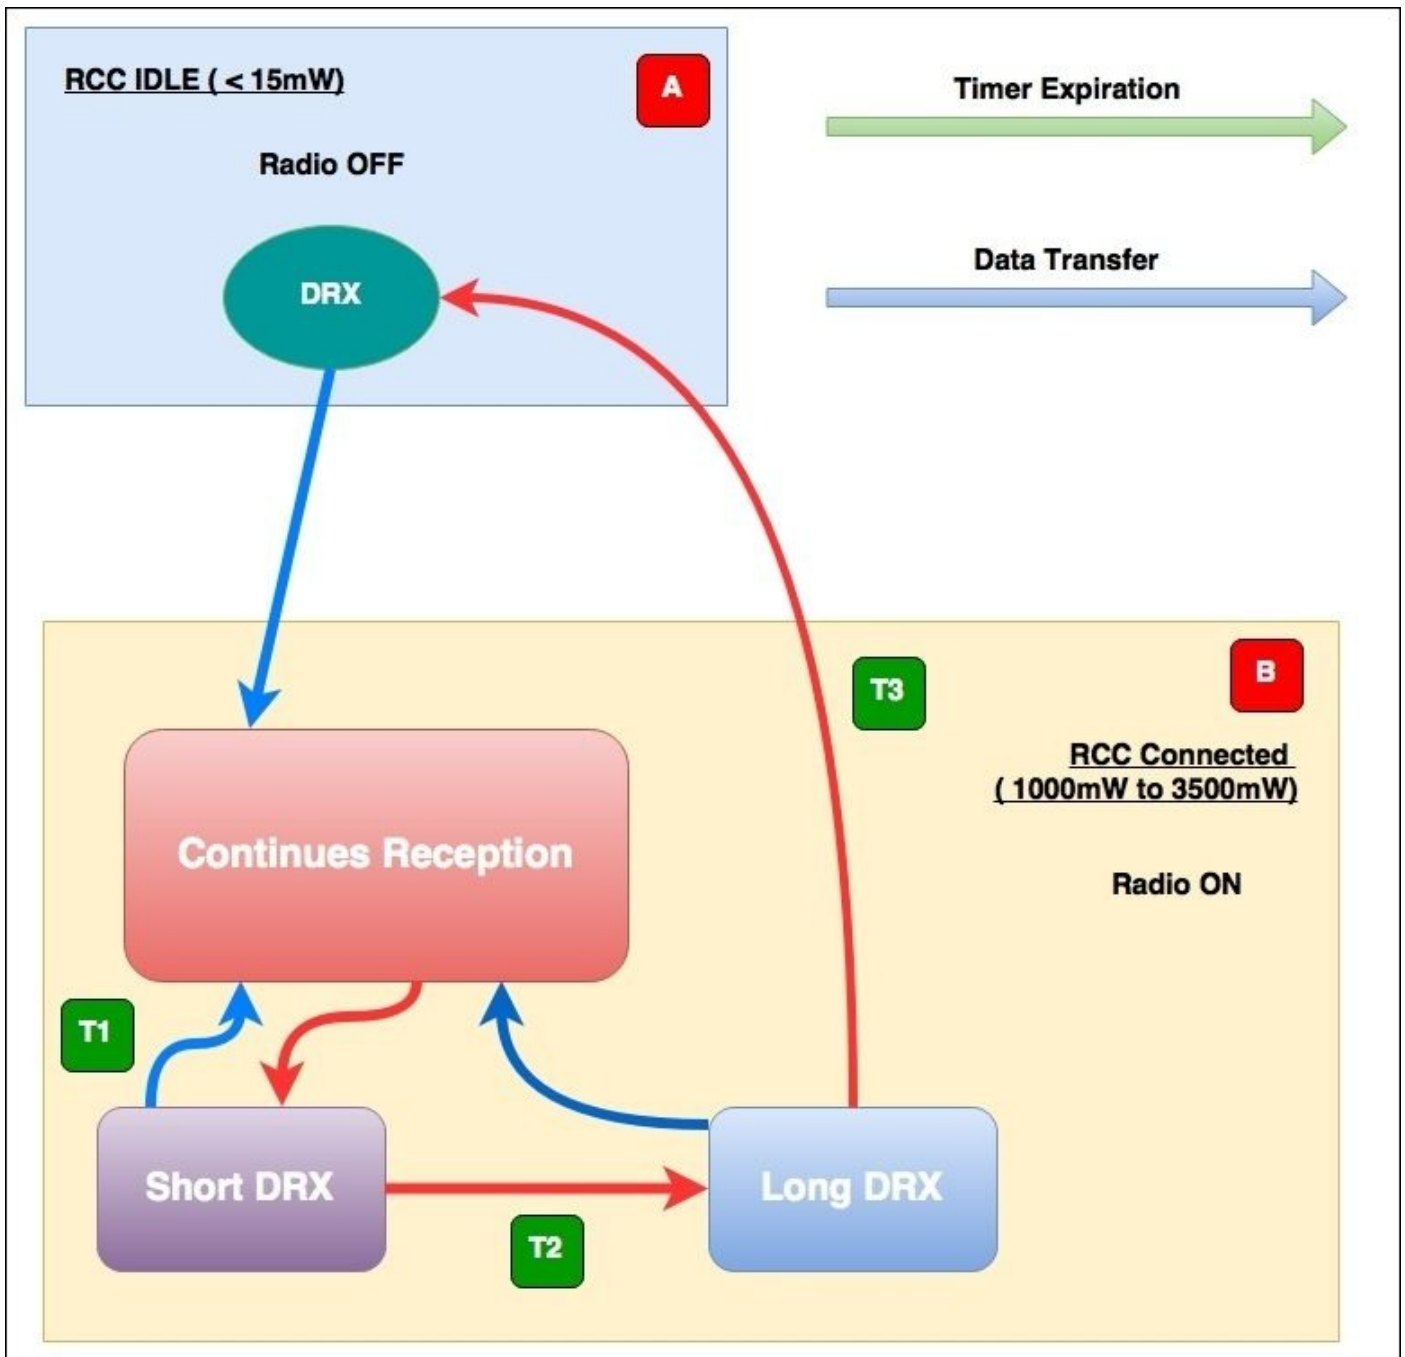 RCC IDLE ( < 15mW)
A
Radio OFF
DRX
Timer Expiration
Data Transfer
T3
B
RCC Connected
( 1000mW to 3500mW)
Radio ON
Continues Reception
T1
Short DRX
T2
Long DRX